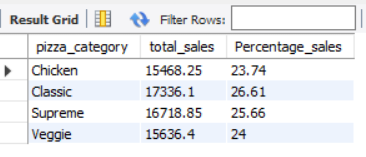 Result Grid Filter Rows:
pizza_category total_sales Percentage_sales
Chicken 15468.25 23.74
Classic 17336.1 26.61
Supreme 16718.85 25.66
Veggie 15636.4 24